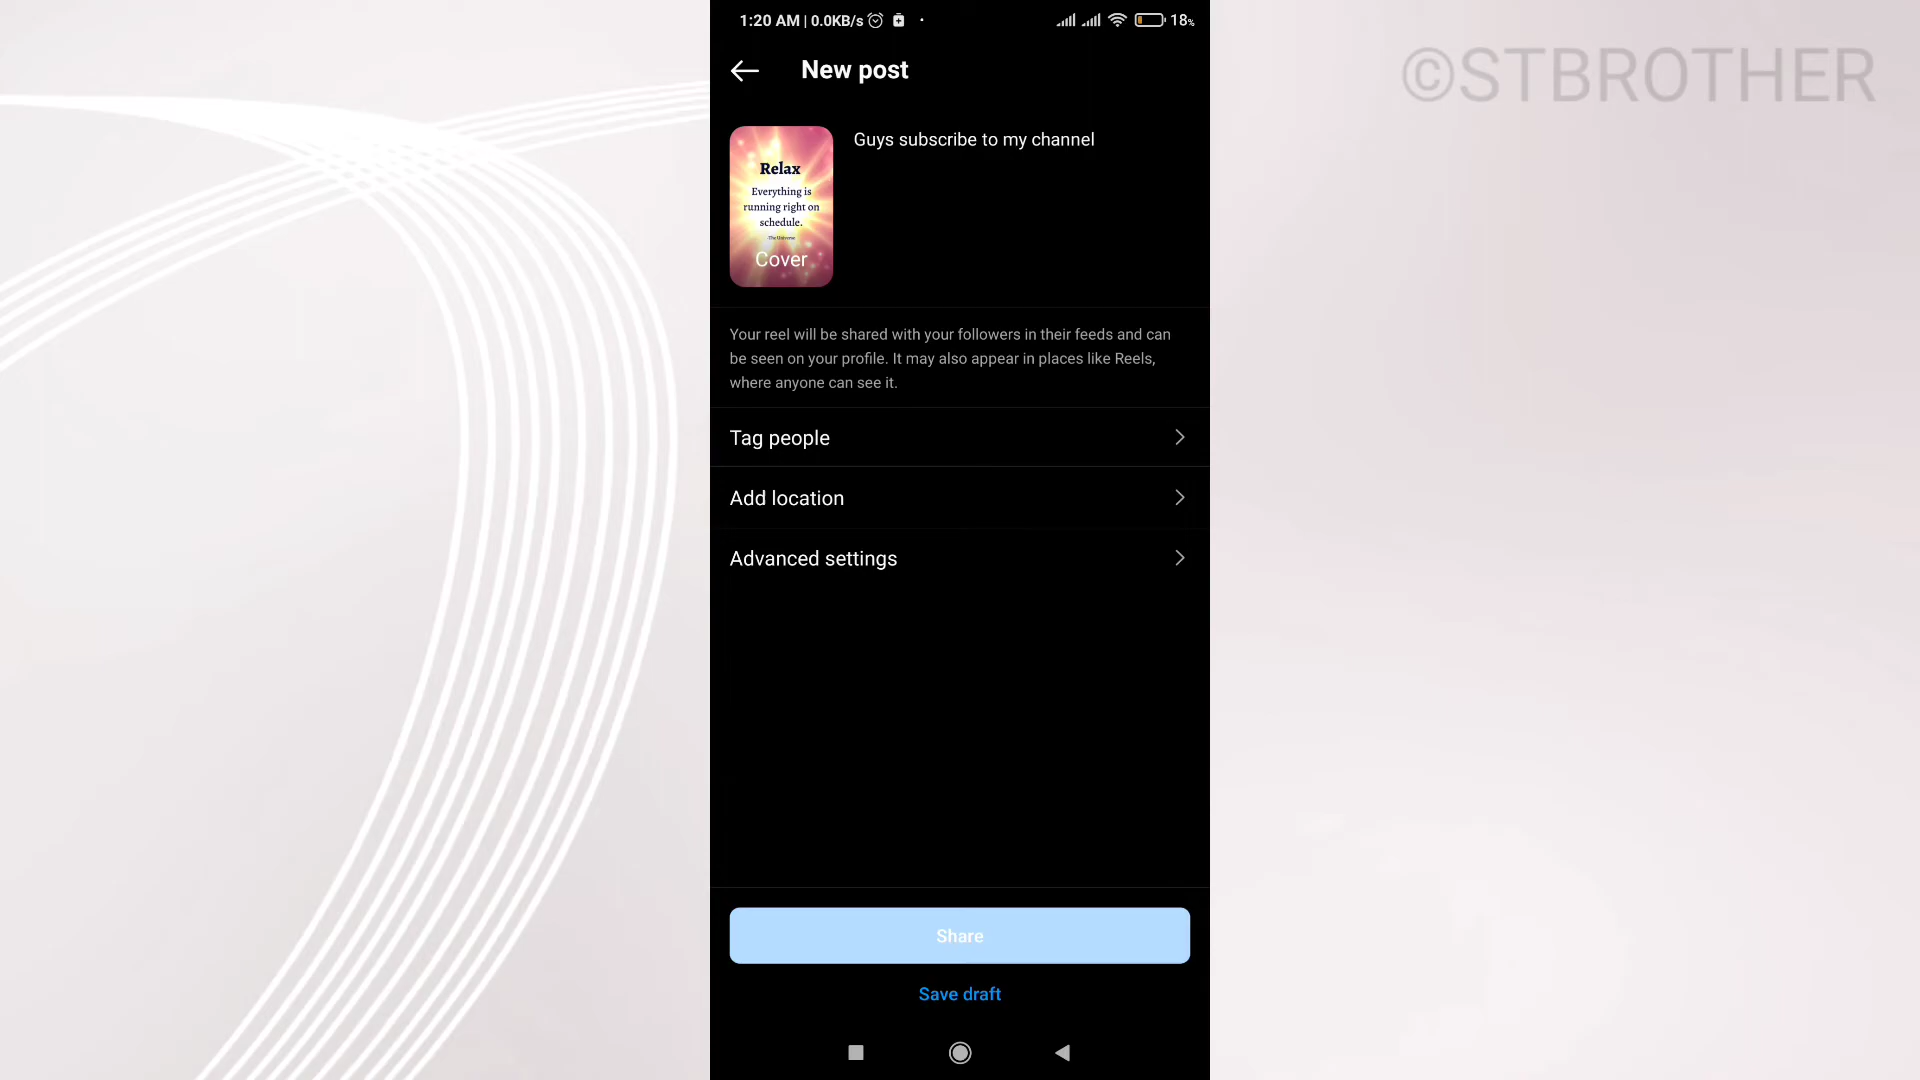 1:20 AM | 0.0KB/s
18%
©STBROTHER
New post
Guys subscribe to my channel
Relax
Everything is
running right on
schedule.
-The Universe
Cover
Your reel will be shared with your followers in their feeds and can
be seen on your profile. It may also appear in places like Reels,
where anyone can see it.
Tag people
Add location
Advanced settings
Share
Save draft